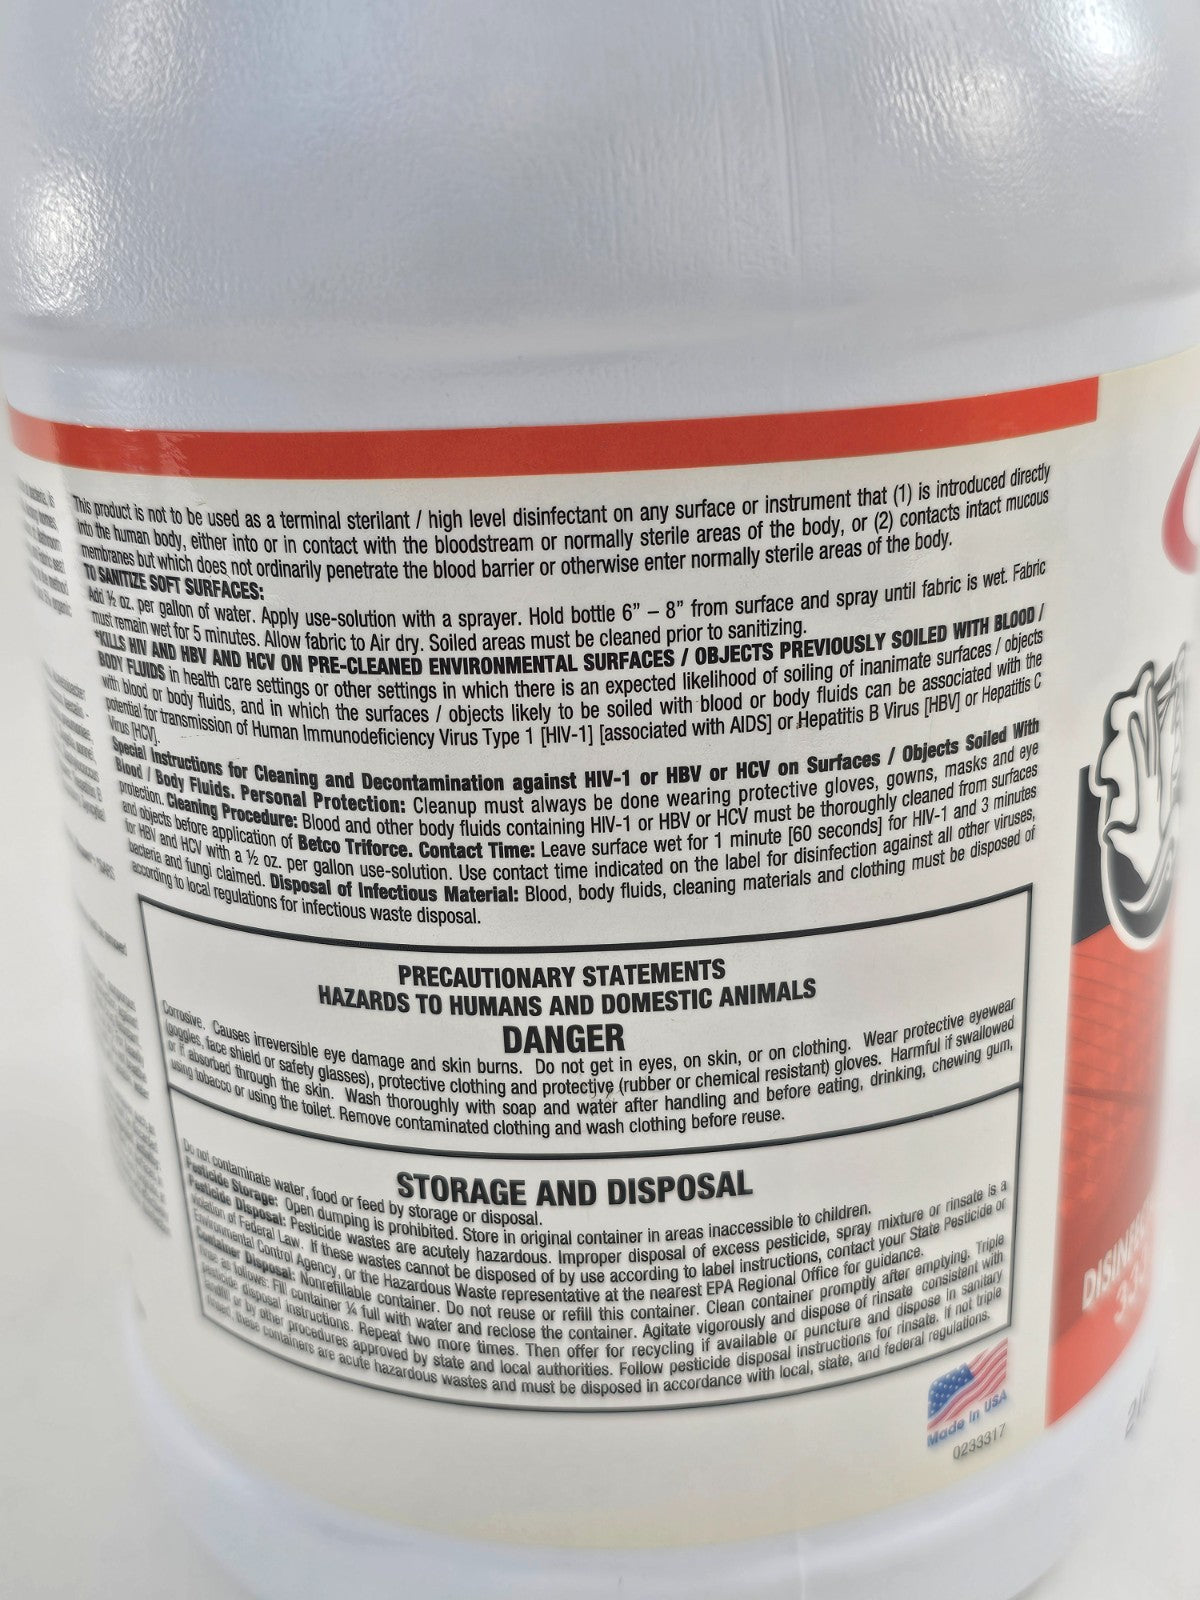 This product is not to be used as a terminal sterilant / high level disinfectant on any surface or instrument that (1) is introduced directly
into the human body, either into or in contact with the bloodstream or normally sterile areas of the body, or (2) contacts intact mucous
membranes but which does not ordinarily penetrate the blood barrier or otherwise enter normally sterile areas of the body.
TO SANITIZE SOFT SURFACES:
Add ½ oz. per gallon of water. Apply use-solution with a sprayer. Hold bottle 6” – 8” from surface and spray until fabric is wet. Fabric
must remain wet for 5 minutes. Allow fabric to Air dry. Soiled areas must be cleaned prior to sanitizing.
*KILLS HIV AND HBV AND HCV ON PRE-CLEANED ENVIRONMENTAL SURFACES / OBJECTS PREVIOUSLY SOILED WITH BLOOD /
BODY FLUIDS in health care settings or other settings in which there is an expected likelihood of soiling of inanimate surfaces / objects
with blood or body fluids, and in which the surfaces / objects likely to be soiled with blood or body fluids can be associated with the
potential for transmission of Human Immunodeficiency Virus Type 1 [HIV-1] [associated with AIDS] or Hepatitis B Virus [HBV] or Hepatitis C
Virus [HCV].
Special Instructions for Cleaning and Decontamination against HIV-1 or HBV or HCV on Surfaces / Objects Soiled With
Blood / Body Fluids. Personal Protection: Cleanup must always be done wearing protective gloves, gowns, masks and eye
protection. Cleaning Procedure: Blood and other body fluids containing HIV-1 or HBV or HCV must be thoroughly cleaned from surfaces
and objects before application of Betco Triforce. Contact Time: Leave surface wet for 1 minute [60 seconds] for HIV-1 and 3 minutes
for HBV and HCV with a ½ oz. per gallon use-solution. Use contact time indicated on the label for disinfection against all other viruses,
bacteria and fungi claimed. Disposal of Infectious Material: Blood, body fluids, cleaning materials and clothing must be disposed of
according to local regulations for infectious waste disposal.
PRECAUTIONARY STATEMENTS
HAZARDS TO HUMANS AND DOMESTIC ANIMALS
DANGER
Corrosive. Causes irreversible eye damage and skin burns. Do not get in eyes, on skin, or on clothing. Wear protective eyewear
(goggles, face shield or safety glasses), protective clothing and protective (rubber or chemical resistant) gloves. Harmful if swallowed
or if absorbed through the skin. Wash thoroughly with soap and water after handling and before eating, drinking, chewing gum,
using tobacco or using the toilet. Remove contaminated clothing and wash clothing before reuse.
STORAGE AND DISPOSAL
Do not contaminate water, food or feed by storage or disposal.
Pesticide Storage: Open dumping is prohibited. Store in original container in areas inaccessible to children.
Pesticide Disposal: Pesticide wastes are acutely hazardous. Improper disposal of excess pesticide, spray mixture or rinsate is a
violation of Federal Law. If these wastes cannot be disposed of by use according to label instructions, contact your State Pesticide or
Environmental Control Agency, or the Hazardous Waste representative at the nearest EPA Regional Office for guidance.
Container Disposal: Nonrefillable container. Do not reuse or refill this container. Clean container promptly after emptying. Triple
rinse as follows: Fill container ¼ full with water and reclose the container. Agitate vigorously and dispose of rinsate consistent with
pesticide disposal instructions. Repeat two more times. Then offer for recycling if available or puncture and dispose in sanitary
landfill or by other procedures approved by state and local authorities. Follow pesticide disposal instructions for rinsate. If not triple
rinsed, these containers are acute hazardous wastes and must be disposed in accordance with local, state, and federal regulations.
Made in USA
0233317